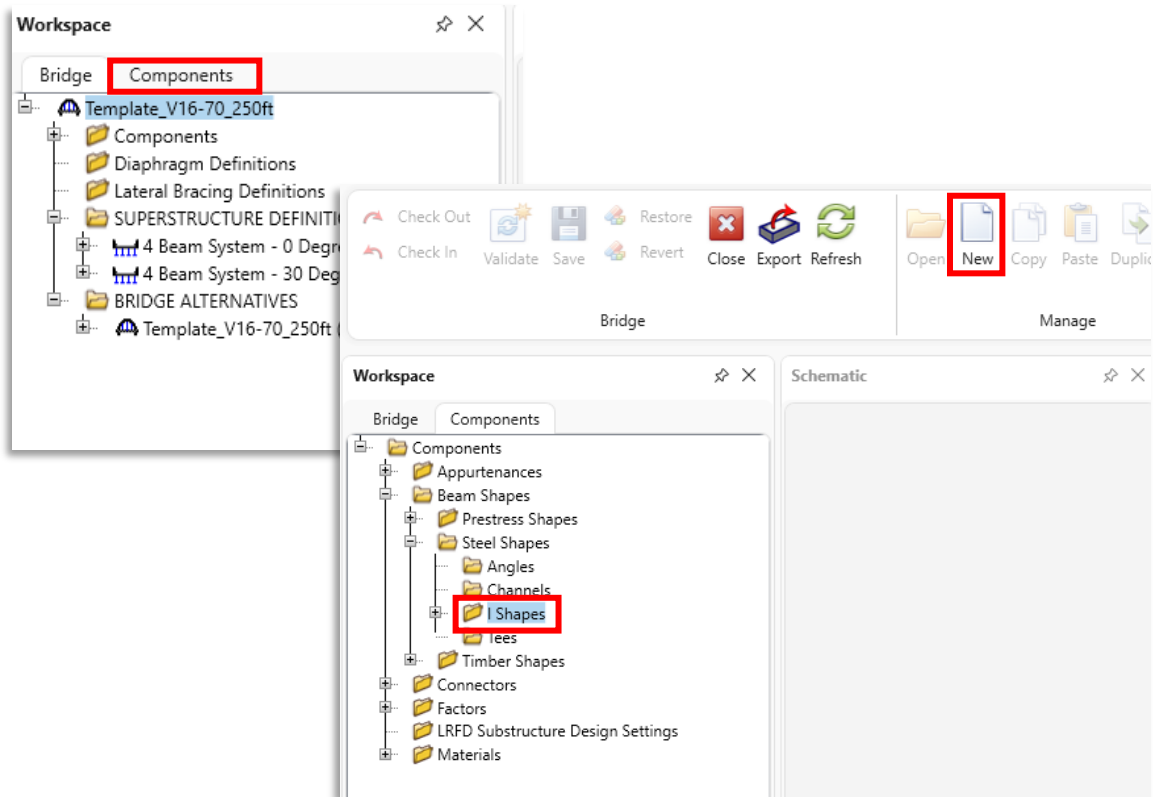 Workspace
Bridge Components
Template_V16-70_250ft
Components
Diaphragm Definitions
Lateral Bracing Definitions
SUPERSTRUCTURE DEFINITI
4 Beam System - 0 Degre
4 Beam System - 30 Deg
BRIDGE ALTERNATIVES
Template_V16-70_250ft (
Check Out
Check In
Validate
Save
Restore
Revert
Close
Export
Refresh
Bridge
Open
New
Copy
Paste
Duplic
Manage
Workspace
Bridge Components
Components
Appurtenances
Beam Shapes
Prestress Shapes
Steel Shapes
Angles
Channels
I Shapes
Tees
Timber Shapes
Connectors
Factors
LRFD Substructure Design Settings
Materials
Schematic